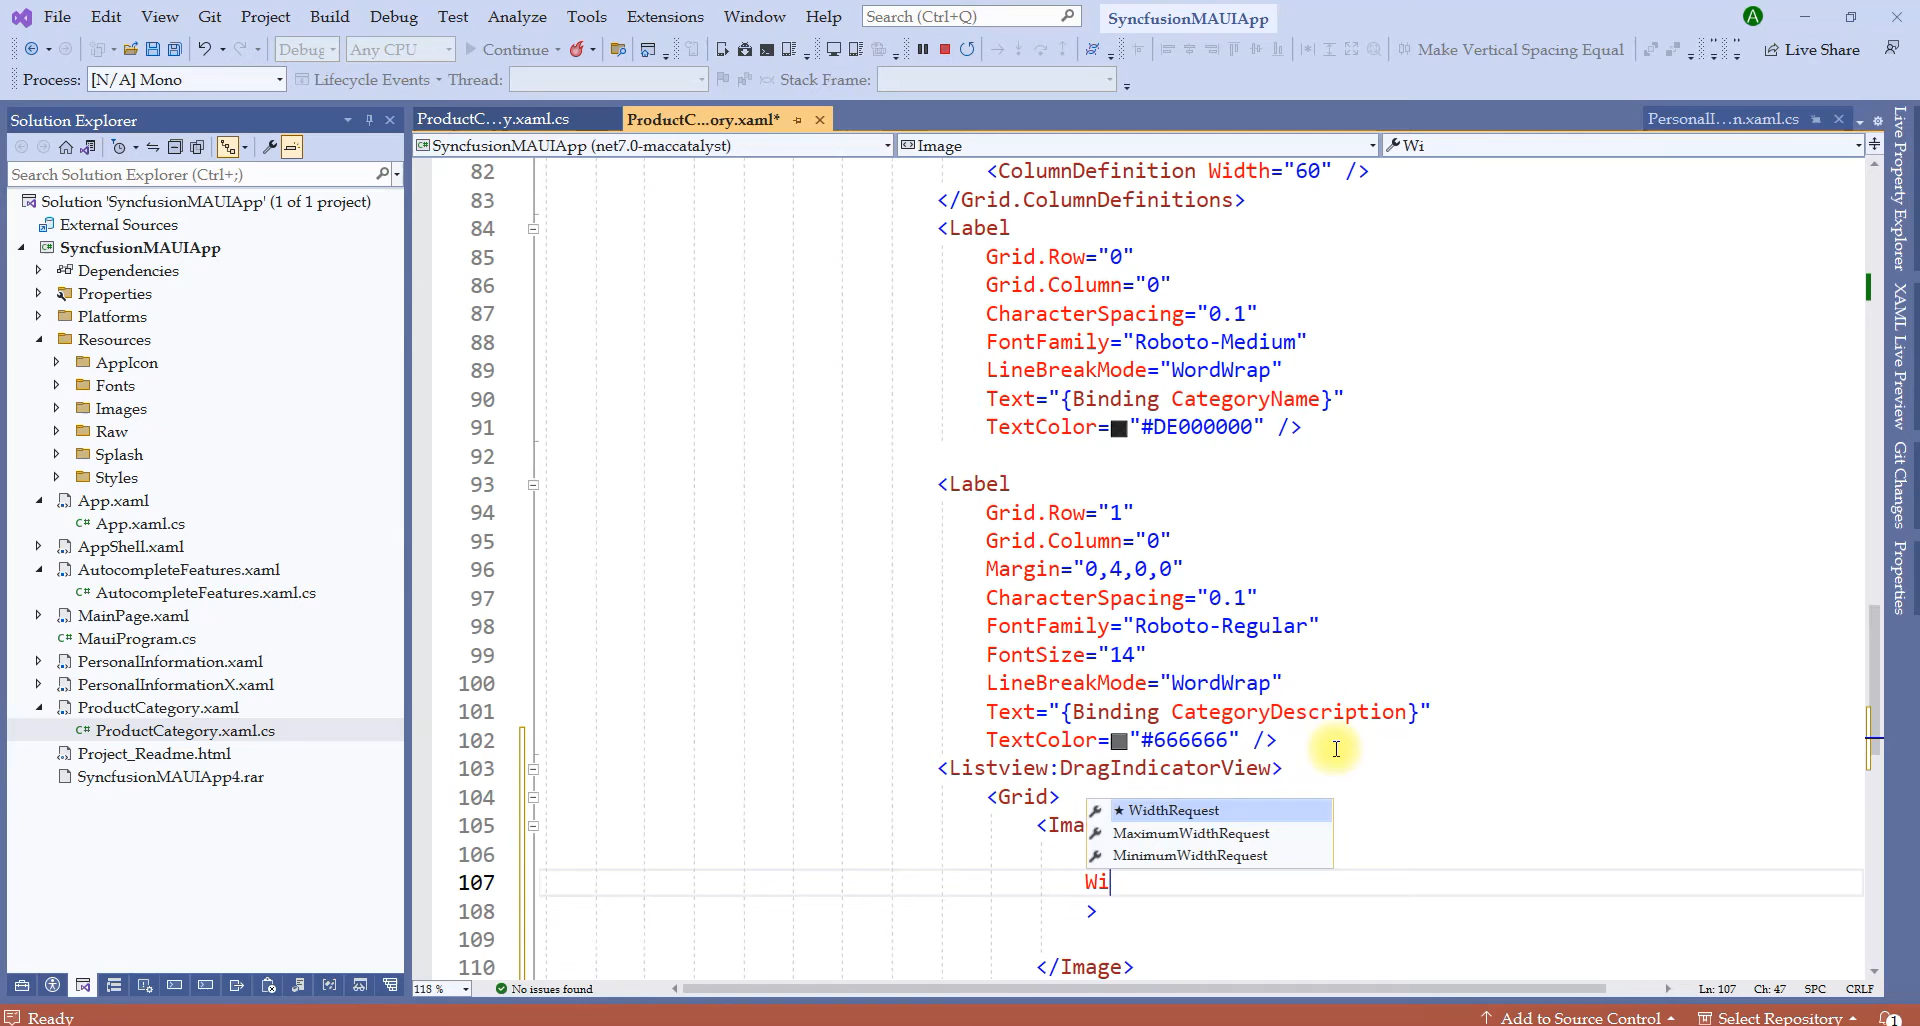 File Edit View Git Project Build Debug Test Analyze Tools Extensions Window Help Search (Ctrl+Q) SyncfusionMAUIApp A
Debug Any CPU Continue Make Vertical Spacing Equal Live Share
Process: [N/A] Mono Lifecycle Events Thread: Stack Frame:
Solution Explorer
Search Solution Explorer (Ctrl+;)
Solution 'SyncfusionMAUIApp' (1 of 1 project)
External Sources
SyncfusionMAUIApp
Dependencies
Properties
Platforms
Resources
AppIcon
Fonts
Images
Raw
Splash
Styles
App.xaml
C# App.xaml.cs
AppShell.xaml
AutocompleteFeatures.xaml
C# AutocompleteFeatures.xaml.cs
MainPage.xaml
C# MauiProgram.cs
PersonalInformation.xaml
PersonalInformationX.xaml
ProductCategory.xaml
C# ProductCategory.xaml.cs
Project_Readme.html
SyncfusionMAUIApp4.rar
ProductC...y.xaml.cs ProductC...ory.xaml* PersonalI...n.xaml.cs
SyncfusionMAUIApp (net7.0-maccatalyst) Image Wi
82 <ColumnDefinition Width="60" />
83 </Grid.ColumnDefinitions>
84 <Label
85 Grid.Row="0"
86 Grid.Column="0"
87 CharacterSpacing="0.1"
88 FontFamily="Roboto-Medium"
89 LineBreakMode="WordWrap"
90 Text="{Binding CategoryName}"
91 TextColor="#DE000000" />
92
93 <Label
94 Grid.Row="1"
95 Grid.Column="0"
96 Margin="0,4,0,0"
97 CharacterSpacing="0.1"
98 FontFamily="Roboto-Regular"
99 FontSize="14"
100 LineBreakMode="WordWrap"
101 Text="{Binding CategoryDescription}"
102 TextColor="#666666" />
103 <Listview:DragIndicatorView>
104 <Grid>
105 <Ima
106
107 Wi
108 >
109
110 </Image>
WidthRequest
MaximumWidthRequest
MinimumWidthRequest
118 % No issues found Ln: 107 Ch: 47 SPC CRLF
Ready Add to Source Control Select Repository 1
Live Property Explorer
XAML Live Preview
Git Changes
Properties